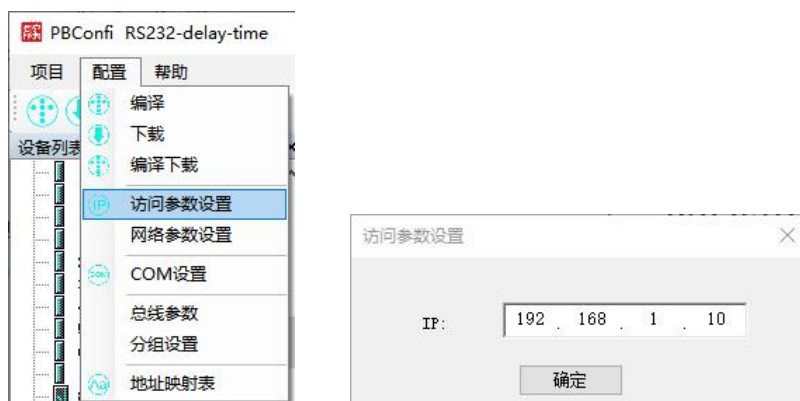 PBConfi RS232-delay-time
项目 配置 帮助
编译
下载
设备列表
编译下载
IP
访问参数设置
网络参数设置
COM设置
总线参数
分组设置
地址映射表
访问参数设置
IP: 192 . 168 . 1 . 10
确定